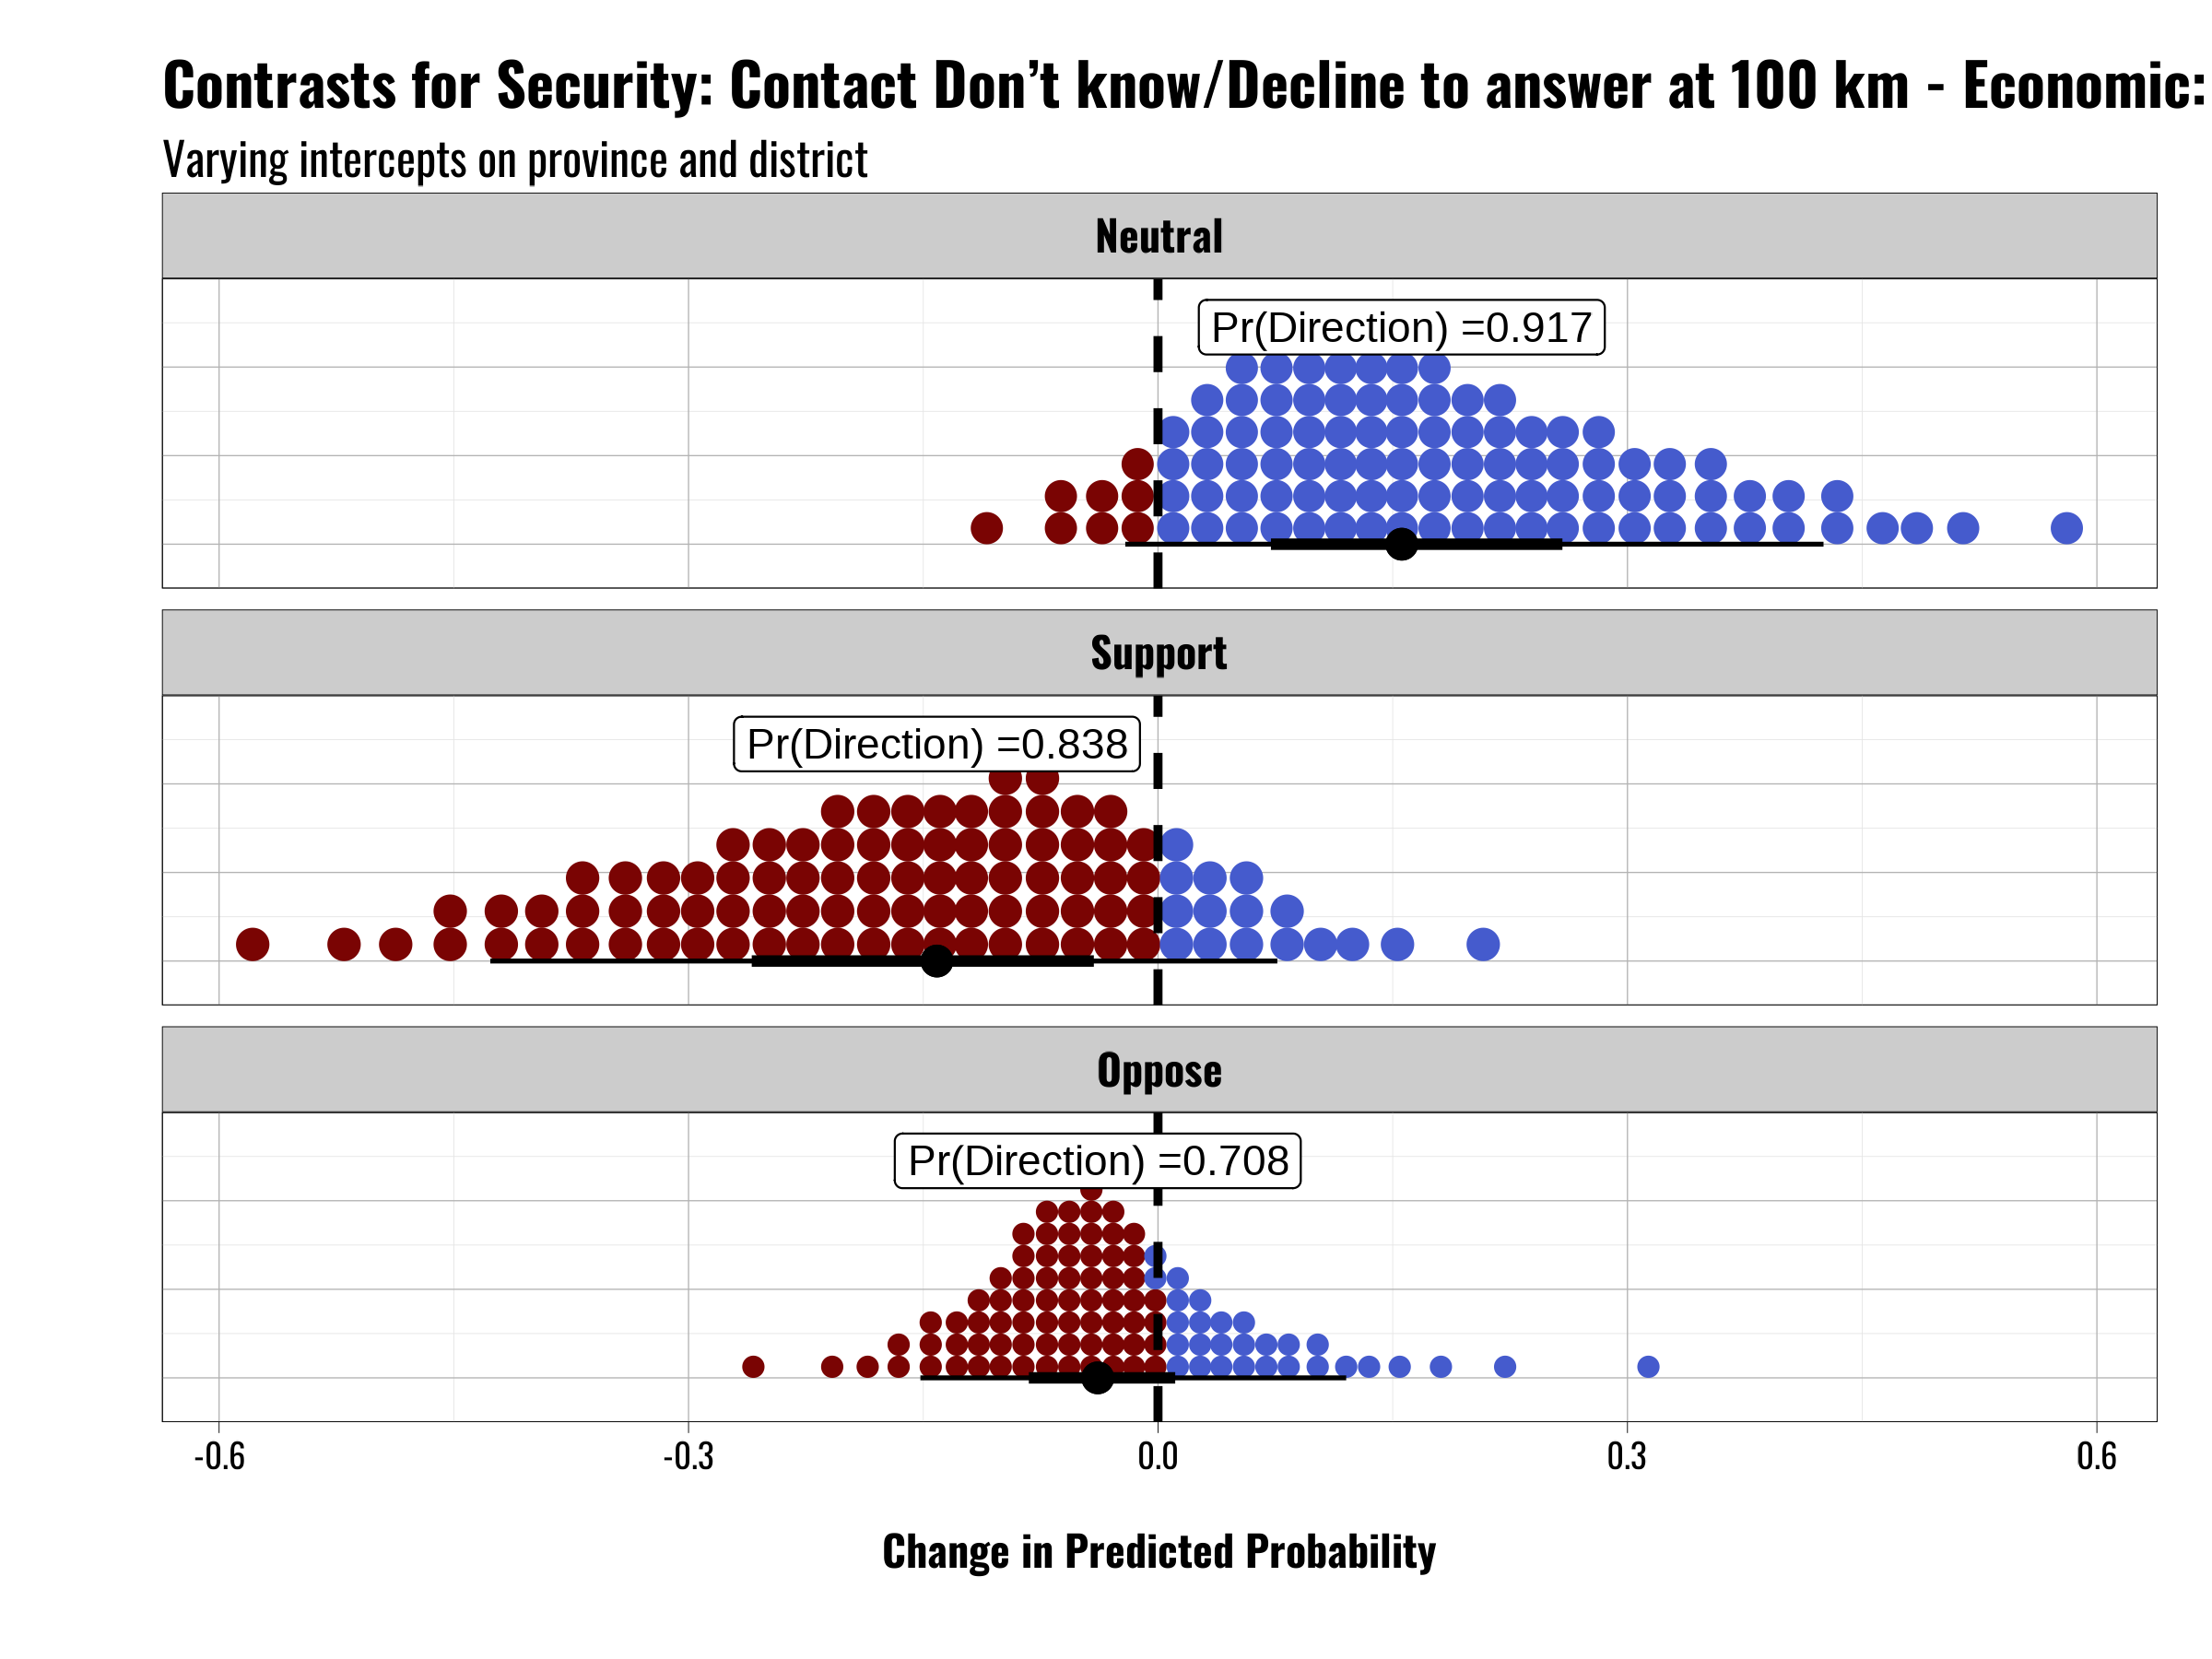 Contrasts for Security: Contact Don’t know/Decline to answer at 100 km - Economic:
Varying intercepts on province and district
Neutral
Pr(Direction) =0.917
Support
Pr(Direction) =0.838
Oppose
Pr(Direction) =0.708
-0.6 -0.3 0.0 0.3 0.6
Change in Predicted Probability